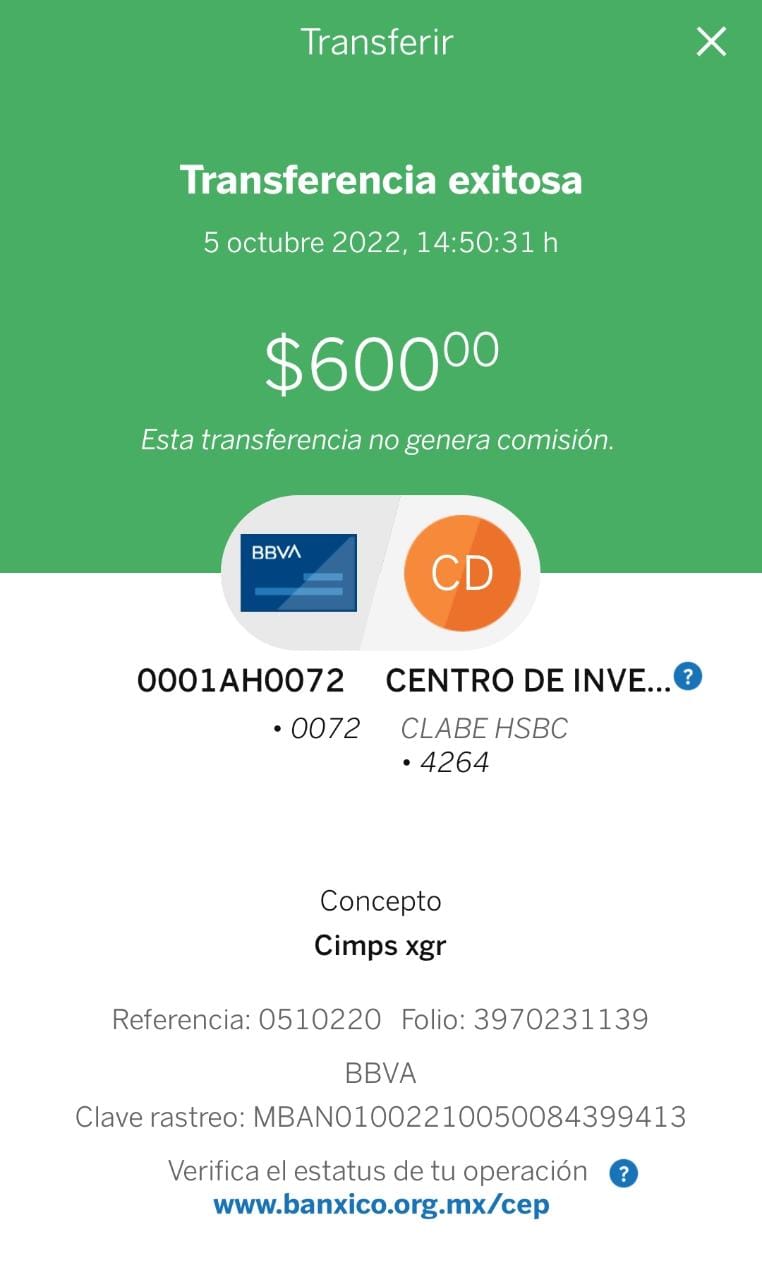 Transferir
Transferencia exitosa
5 octubre 2022, 14:50:31 h
$60000
Esta transferencia no genera comisión.
BBVA
CD
0001AH0072 CENTRO DE INVE... ?
• 0072 CLABE HSBC
• 4264
Concepto
Cimps xgr
Referencia: 0510220 Folio: 3970231139
BBVA
Clave rastreo: MBAN01002210050084399413
Verifica el estatus de tu operación ?
www.banxico.org.mx/cep